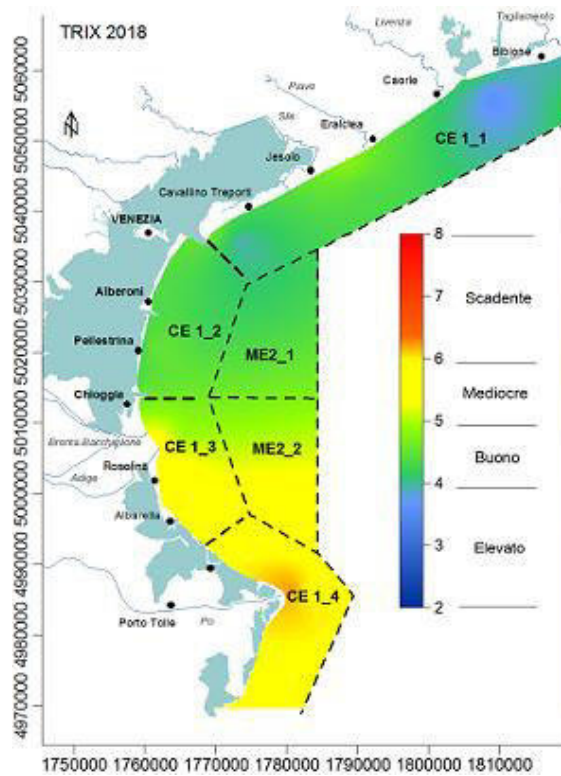 TRIX 2018
Livenza
Tagliamento
Bibione
Caorle
Piave
Eraclea
CE 1_1
Sile
Jesolo
Cavallino Treporti
VENEZIA
Alberoni
CE 1_2
Pellestrina
ME2_1
Chioggia
Brenta Bacchiglione
CE 1_3
ME2_2
Adige
Rosolina
Albarella
CE 1_4
Porto Tolle
Po
8
7
6
5
4
3
2
Scadente
Mediocre
Buono
Elevato
5060000
5050000
5040000
5030000
5020000
5010000
5000000
4990000
4980000
4970000
1750000 1760000 1770000 1780000 1790000 1800000 1810000
N